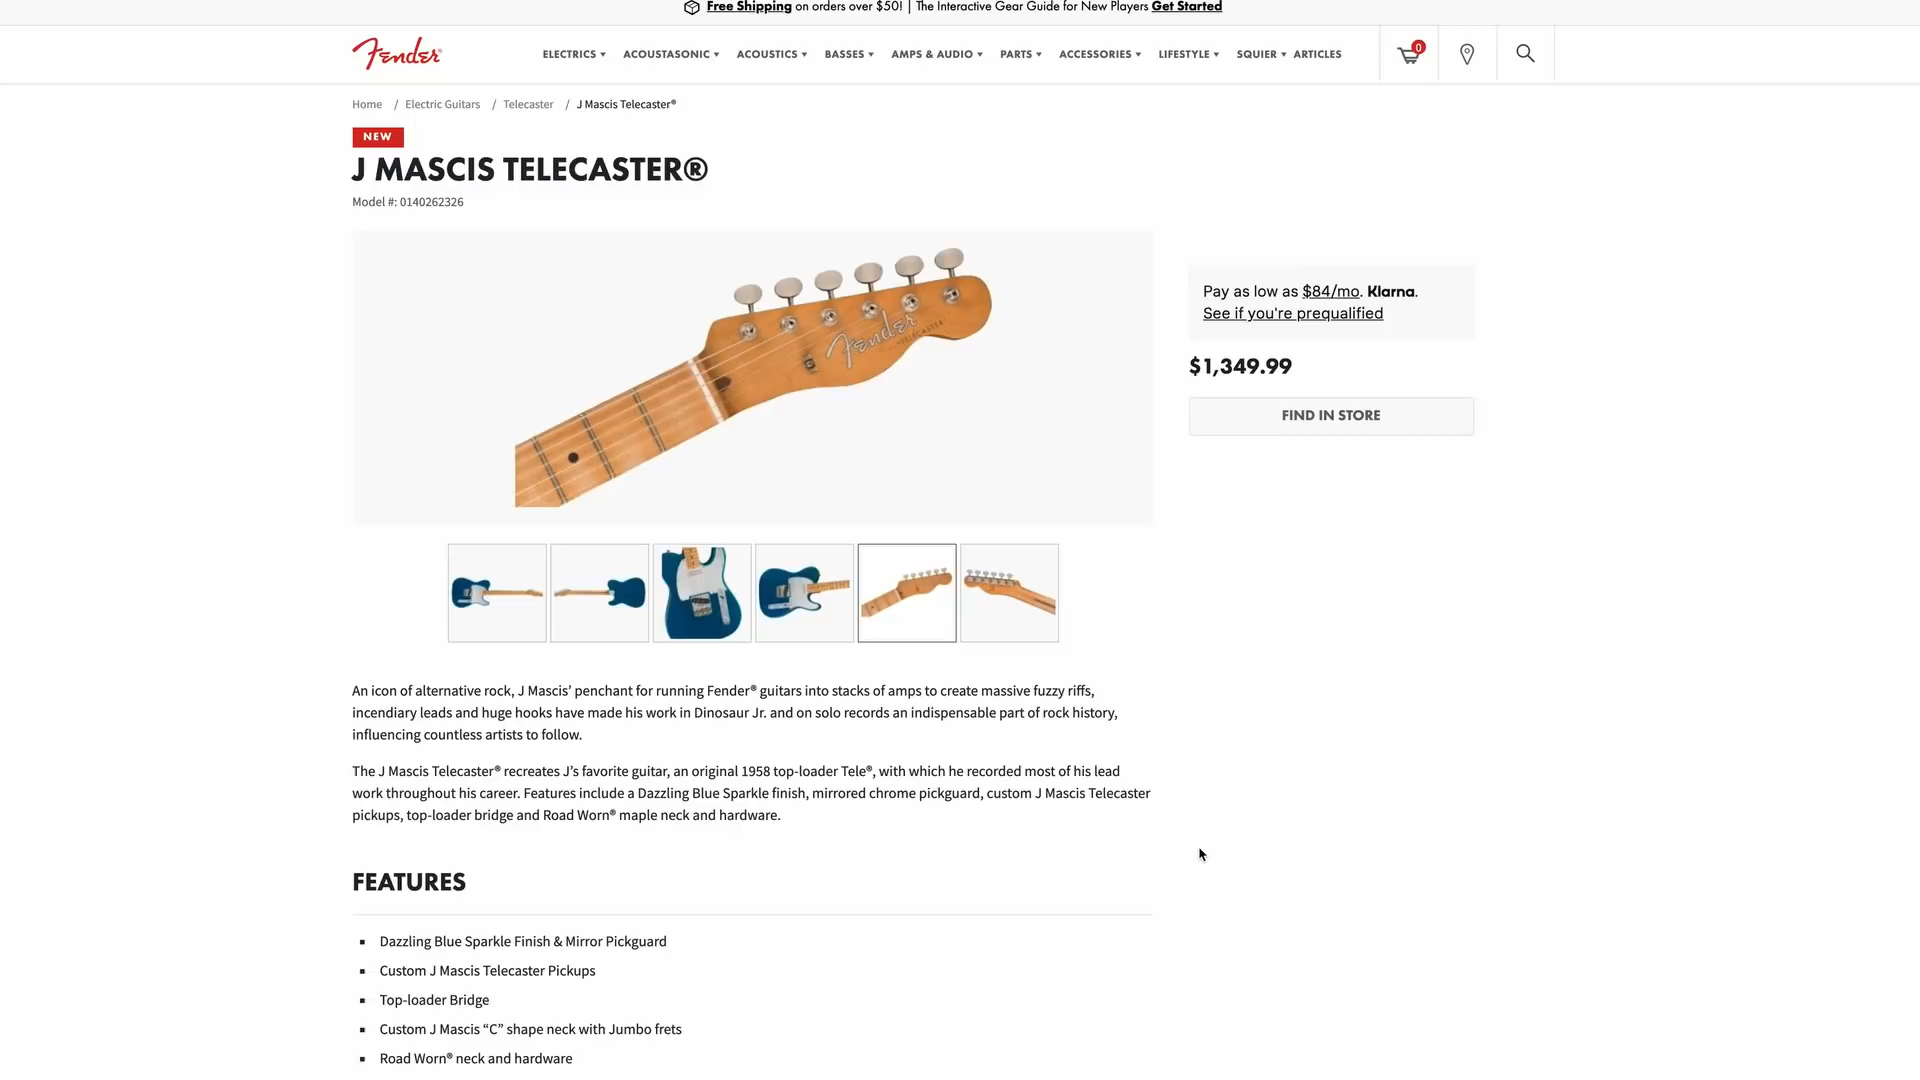 Free Shipping on orders over $50! | The Interactive Gear Guide for New Players Get Started
Fender
ELECTRICS ACOUSTASONIC ACOUSTICS BASSES AMPS & AUDIO PARTS ACCESSORIES LIFESTYLE SQUIER ARTICLES
0
Home / Electric Guitars / Telecaster / J Mascis Telecaster®
NEW
J MASCIS TELECASTER®
Model #: 0140262326
Fender
TELECASTER
Pay as low as $84/mo. Klarna.
See if you're prequalified
$1,349.99
FIND IN STORE
An icon of alternative rock, J Mascis’ penchant for running Fender® guitars into stacks of amps to create massive fuzzy riffs,
incendiary leads and huge hooks have made his work in Dinosaur Jr. and on solo records an indispensable part of rock history,
influencing countless artists to follow.
The J Mascis Telecaster® recreates J’s favorite guitar, an original 1958 top-loader Tele®, with which he recorded most of his lead
work throughout his career. Features include a Dazzling Blue Sparkle finish, mirrored chrome pickguard, custom J Mascis Telecaster
pickups, top-loader bridge and Road Worn® maple neck and hardware.
FEATURES
Dazzling Blue Sparkle Finish & Mirror Pickguard
Custom J Mascis Telecaster Pickups
Top-loader Bridge
Custom J Mascis “C” shape neck with Jumbo frets
Road Worn® neck and hardware